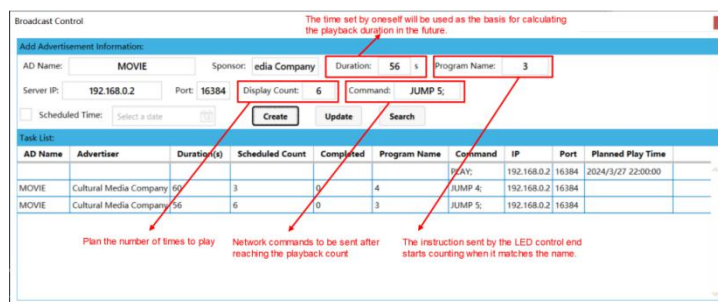 Broadcast Control
The time set by oneself will be used as the basis for calculating
the playback duration in the future.
Add Advertisement Information:
AD Name: MOVIE Sponsor: edia Company Duration: 56 s Program Name: 3
Server IP: 192.168.0.2 Port: 16384 Display Count: 6 Command: JUMP 5;
Scheduled Time: Select a date Create Update Search
Task List:
AD Name Advertiser Duration(s) Scheduled Count Completed Program Name Command IP Port Planned Play Time
PLAY; 192.168.0.2 16384 2024/3/27 22:00:00
MOVIE Cultural Media Company 60 3 0 4 JUMP 4; 192.168.0.2 16384
MOVIE Cultural Media Company 56 6 0 3 JUMP 5; 192.168.0.2 16384
Plan the number of times to play
Network commands to be sent after
reaching the playback count
The instruction sent by the LED control end
starts counting when it matches the name.